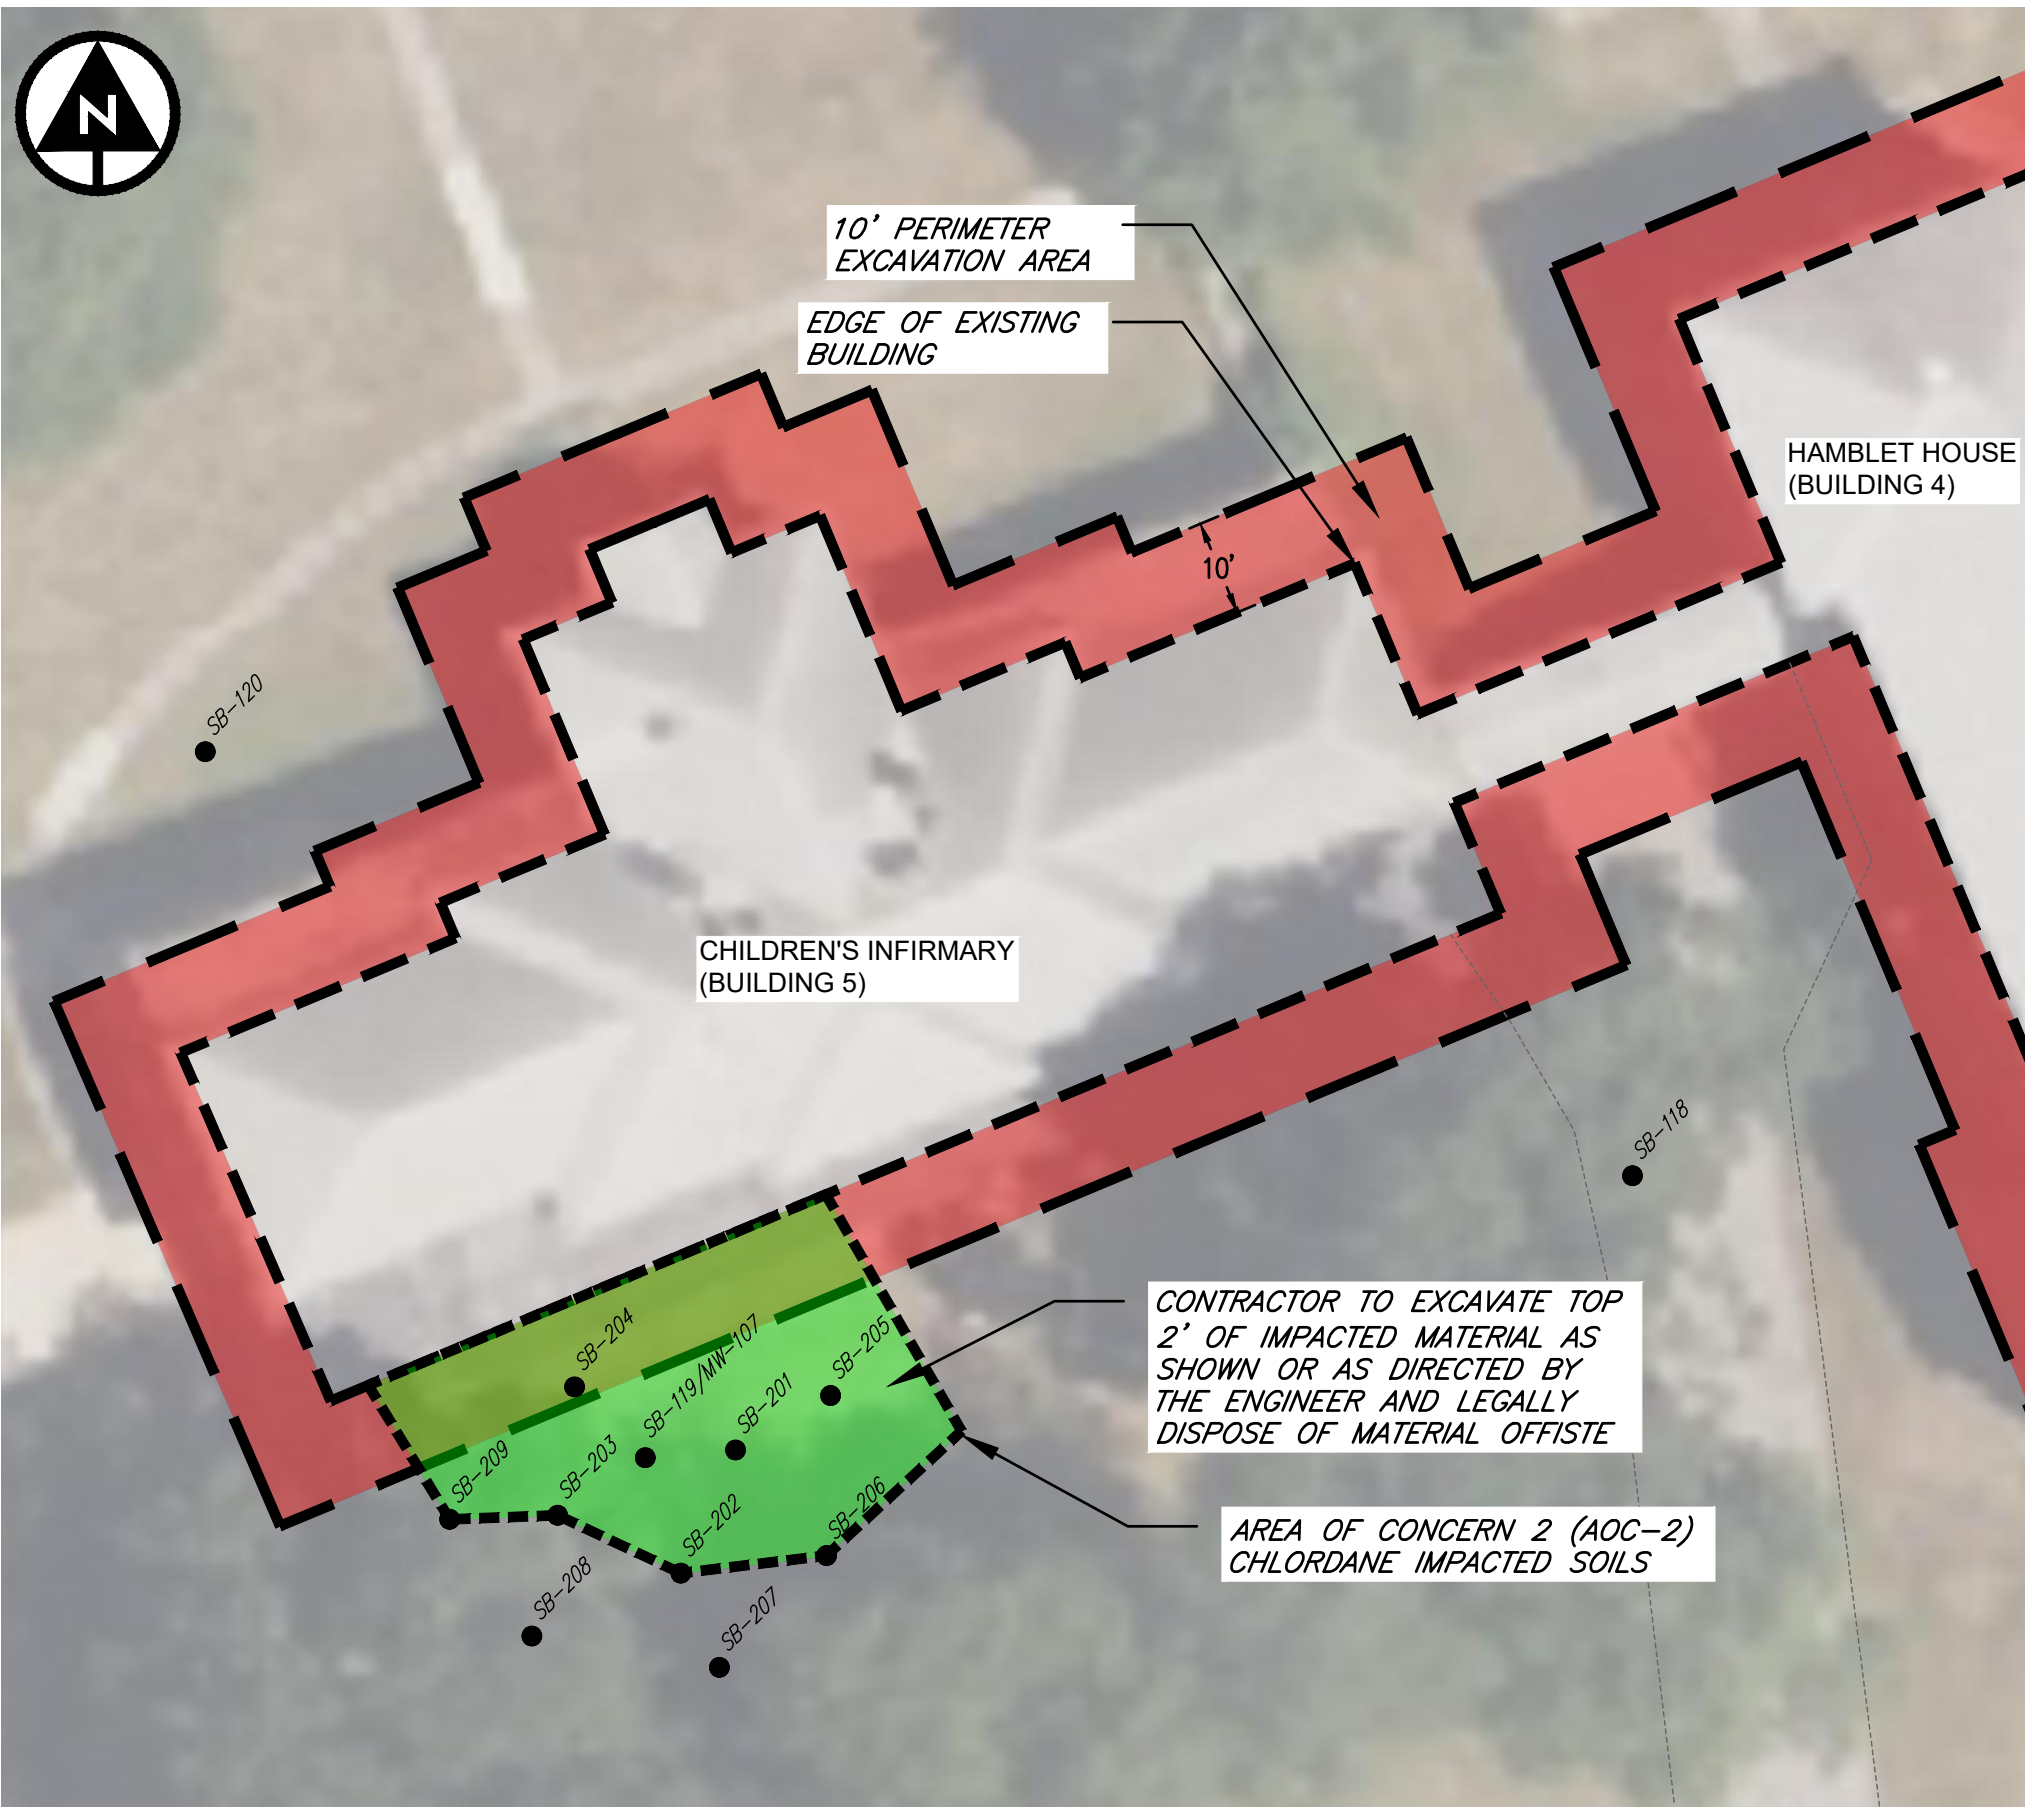 N
10' PERIMETER
EXCAVATION AREA
EDGE OF EXISTING
BUILDING
HAMBLET HOUSE
(BUILDING 4)
10'
SB-120
CHILDREN'S INFIRMARY
(BUILDING 5)
SB-118
CONTRACTOR TO EXCAVATE TOP
2' OF IMPACTED MATERIAL AS
SHOWN OR AS DIRECTED BY
THE ENGINEER AND LEGALLY
DISPOSE OF MATERIAL OFFISTE
SB-204
SB-119/MW-107
SB-205
SB-201
SB-209
SB-203
SB-202
SB-206
AREA OF CONCERN 2 (AOC-2)
CHLORDANE IMPACTED SOILS
SB-208
SB-207